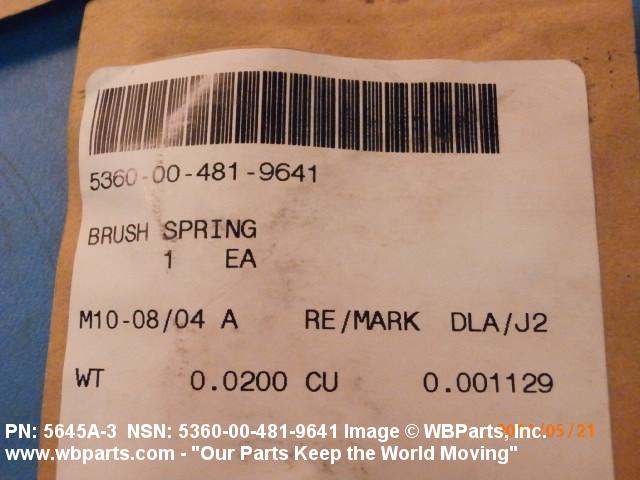 5360-00-481-9641
BRUSH SPRING
1 EA
M10-08/04 A RE/MARK DLA/J2
WT 0.0200 CU 0.001129
PN: 5645A-3 NSN: 5360-00-481-9641 Image © WBParts, Inc.
www.wbparts.com - "Our Parts Keep the World Moving"